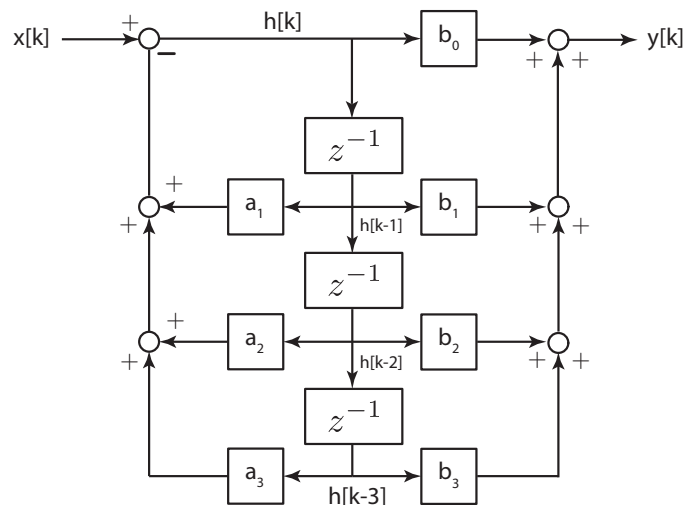 x[k] + − h[k] b₀ + + y[k]
z⁻¹
+ + a₁ h[k-1] b₁ + +
z⁻¹
+ + a₂ h[k-2] b₂ + +
z⁻¹
a₃ h[k-3] b₃